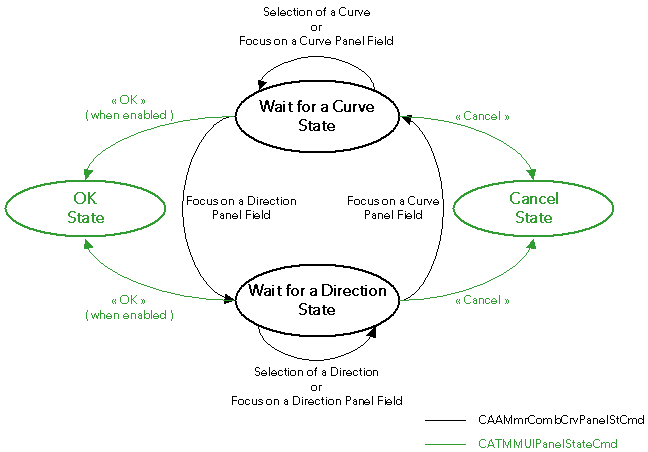 Selection of a Curve
or
Focus on a Curve Panel Field
Wait for a Curve
State
« OK »
( when enabled )
« Cancel »
OK
State
Focus on a Direction
Panel Field
Focus on a Curve
Panel Field
Cancel
State
Wait for a Direction
State
« OK »
( when enabled )
« Cancel »
Selection of a Direction
or
Focus on a Direction Panel Field
CAAMmrCombCrvPanelStCmd
CATMMUIPanelStateCmd